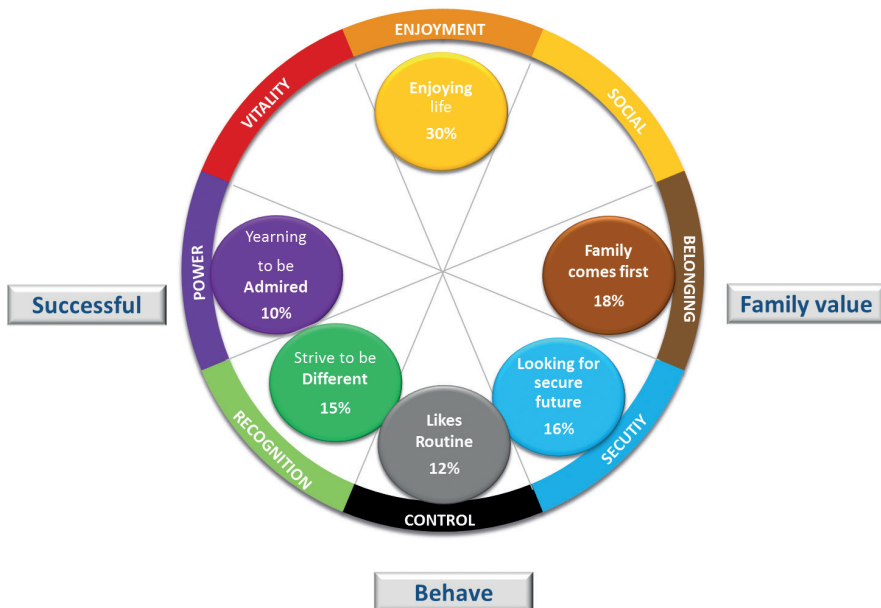 ENJOYMENT
VITALITY
SOCIAL
Enjoying
life
30%
POWER
BELONGING
Yearning
to be
Admired
10%
Family
comes first
18%
Successful
Family value
Strive to be
Different
15%
Looking for
secure
future
16%
Likes
Routine
12%
RECOGNITION
SECUTIY
CONTROL
Behave